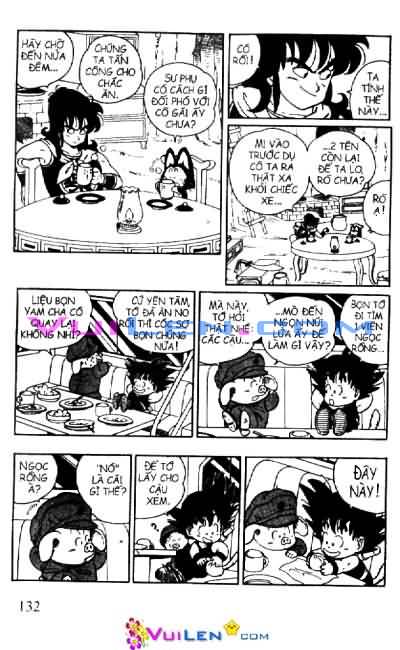 HÃY CHỜ
ĐẾN NỬA
ĐÊM...
CHÚNG
TA TẤN
CÔNG CHO
CHẮC
ĂN.
SƯ PHỤ
CÓ CÁCH GÌ
ĐỐI PHÓ VỚI
CÔ GÁI ẤY
CHƯA?
CÓ
RỒI!
TA
TÍNH
THẾ
NÀY...
MI VÀO
TRƯỚC DỤ
CÔ TA RA
THẬT XA
KHỎI CHIẾC
XE...
...2 TÊN
CÒN LẠI
ĐỂ TA LO,
RÕ CHƯA?
RÕ
Ạ!
LIỆU BỌN
YAM CHA CÓ
QUAY LẠI
KHÔNG NHỈ?
CỨ YÊN TÂM,
TỚ ĐÃ ĂN NO
RỒI THÌ CÓC SỢ
BỌN CHÚNG
NỮA!
MÀ NÀY,
TỚ HỎI
THẬT NHÉ
CÁC CẬU...
...MÒ ĐẾN
NGỌN NÚI
LỬA ẤY ĐỂ
LÀM GÌ VẬY?
BỌN TỚ
ĐI TÌM
VIÊN
NGỌC
RỒNG...
VUILEN.COM
NGỌC
RỒNG
À?
"NÓ"
LÀ CÁI
GÌ THẾ?
ĐỂ TỚ
LẤY CHO
CẬU
XEM.
?
ĐÂY
NÀY!
132
VUILEN.COM